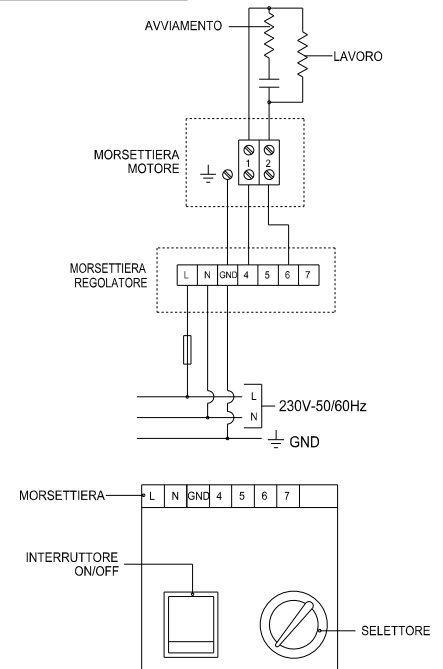 AVVIAMENTO
LAVORO
MORSETTIERA
MOTORE
1 2
MORSETTIERA
REGOLATORE
L N GND 4 5 6 7
L
N
230V-50/60Hz
GND
MORSETTIERA
L N GND 4 5 6 7
INTERRUTTORE
ON/OFF
SELETTORE